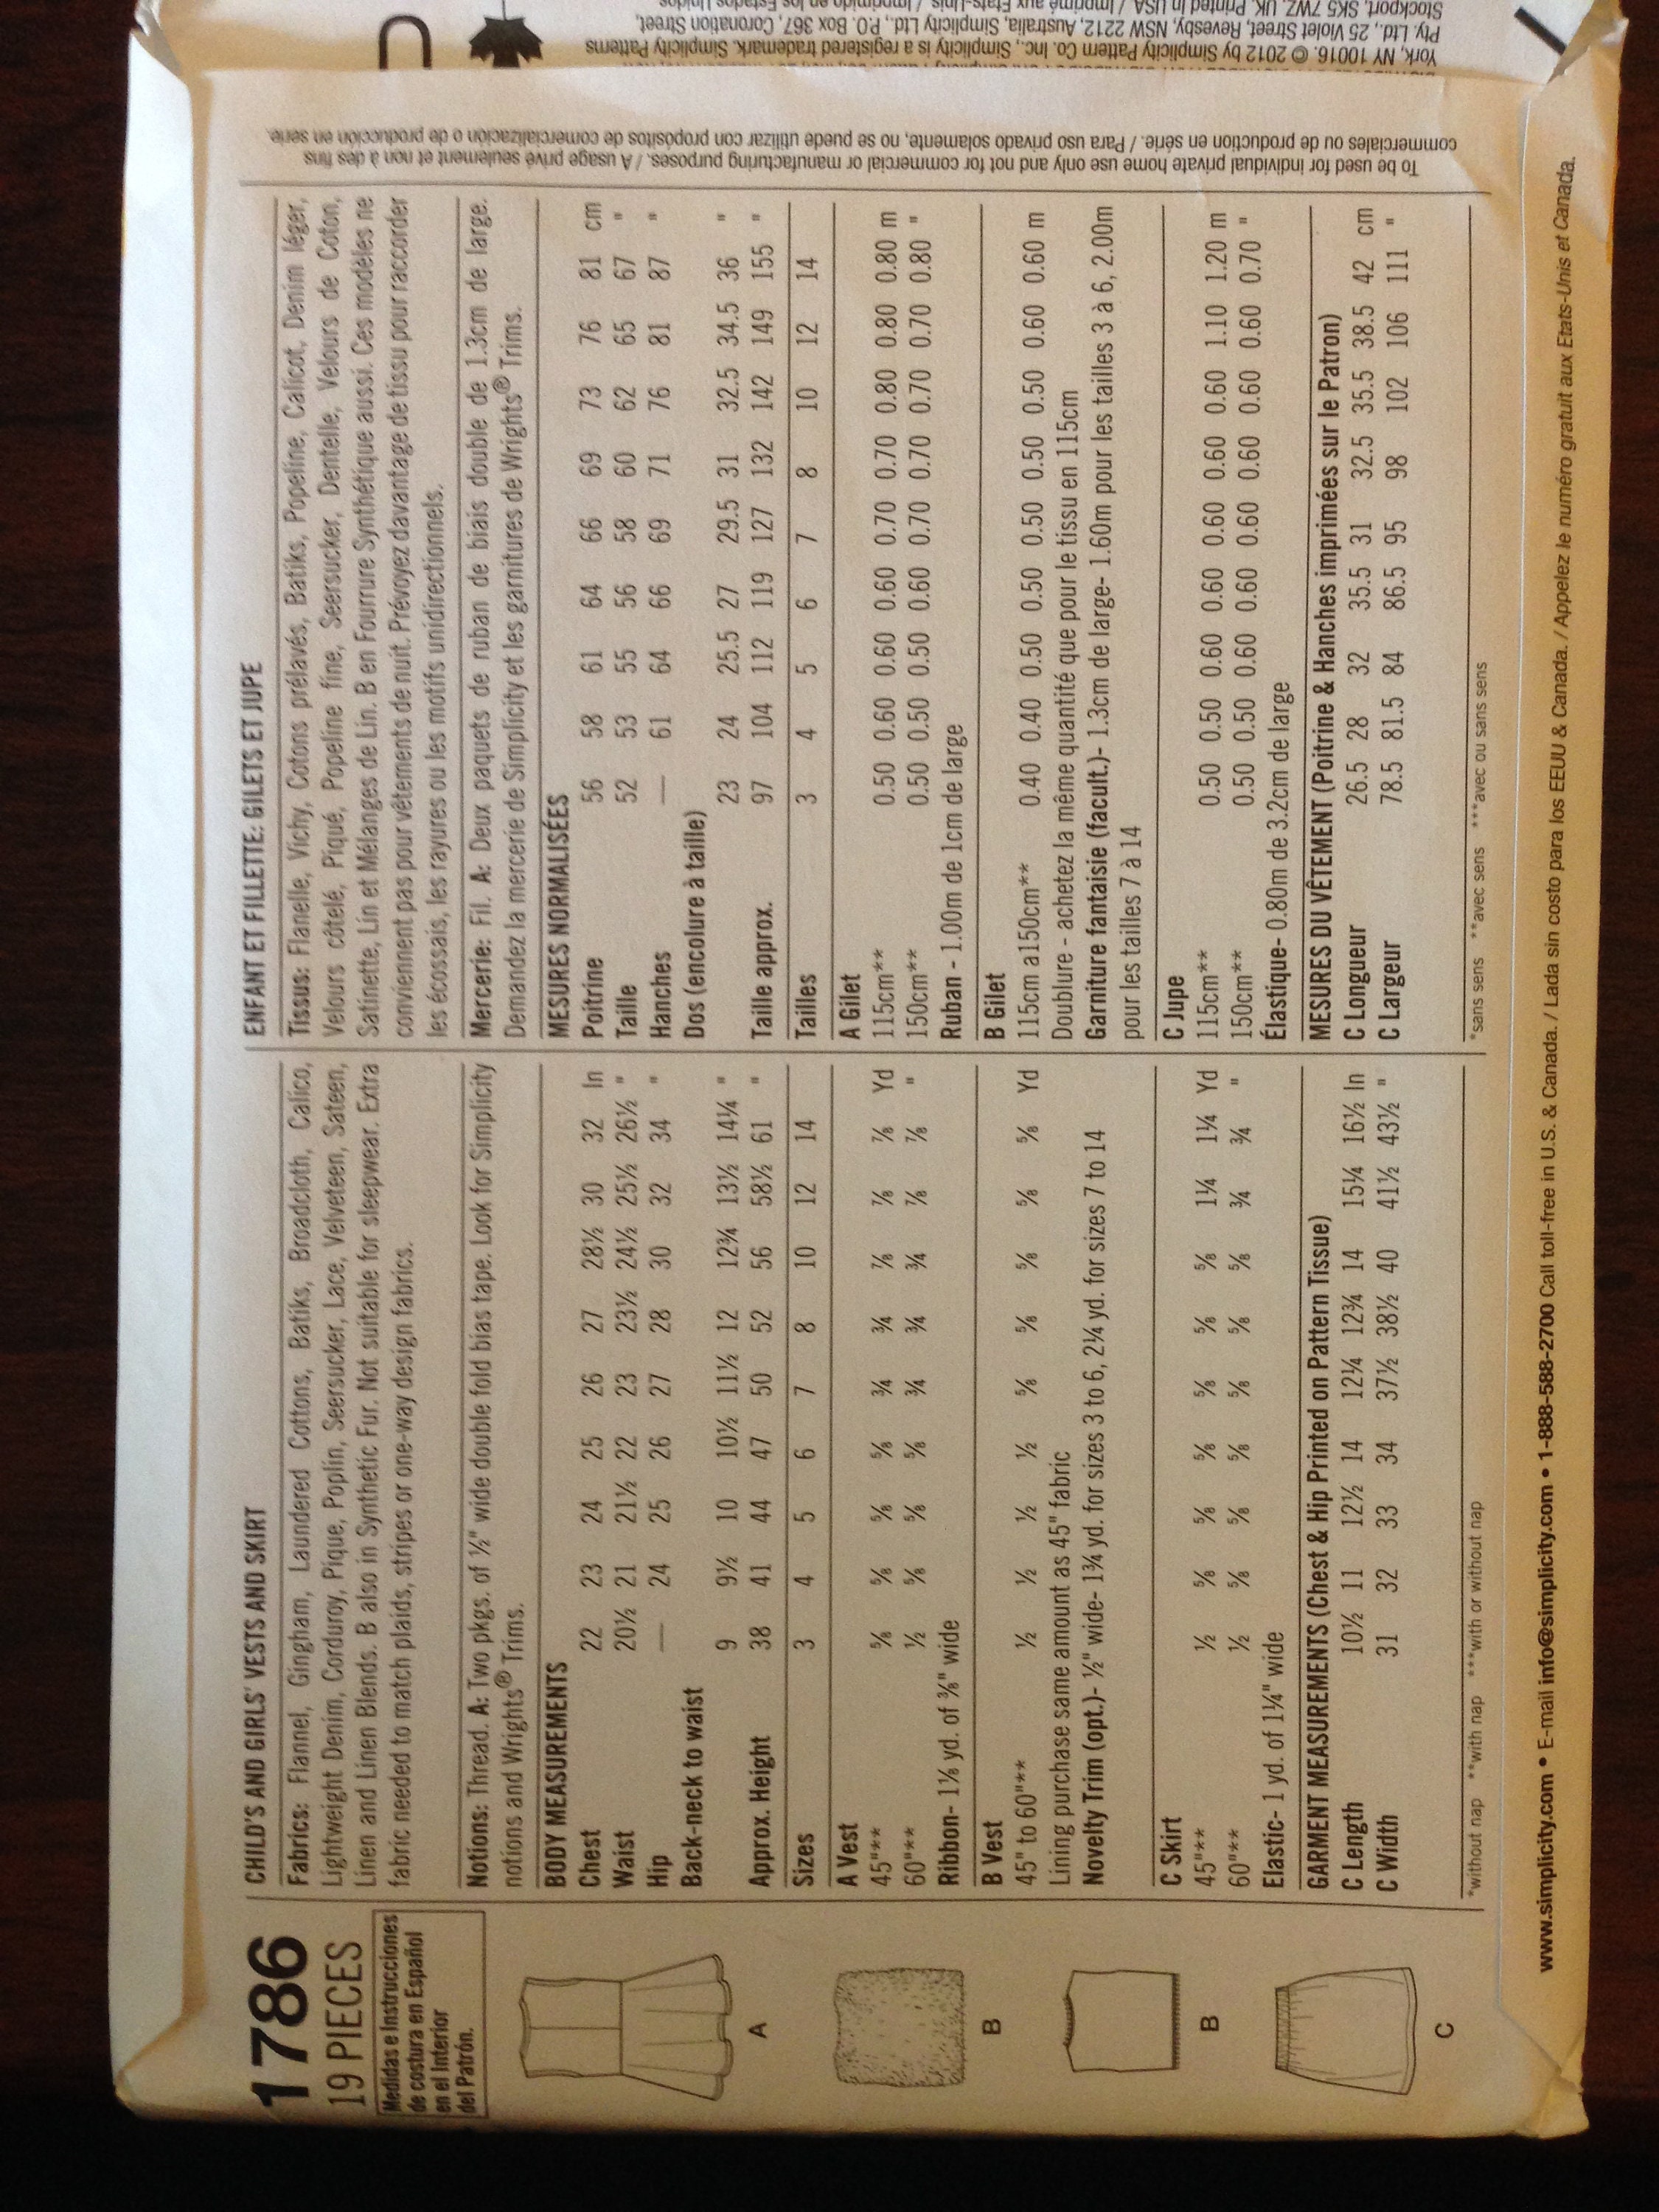 1786
19 PIECES
Medidas e Instrucciones
de costura en Español
en el Interior
del Patrón.
A
B
B
C
CHILD'S AND GIRLS' VESTS AND SKIRT
Fabrics: Flannel, Gingham, Laundered Cottons, Batiks, Broadcloth, Calico,
Lightweight Denim, Corduroy, Pique, Poplin, Seersucker, Lace, Velveteen, Sateen,
Linen and Linen Blends. B also in Synthetic Fur. Not suitable for sleepwear. Extra
fabric needed to match plaids, stripes or one-way design fabrics.
Notions: Thread. A: Two pkgs. of ½" wide double fold bias tape. Look for Simplicity
notions and Wrights® Trims.
BODY MEASUREMENTS
Chest 22 23 24 25 26 27 28½ 30 32 In
Waist 20½ 21 21½ 22 23 23½ 24½ 25½ 26½ "
Hip — 24 25 26 27 28 30 32 34 "
Back-neck to waist
9 9½ 10 10½ 11½ 12 12¾ 13½ 14¼ "
Approx. Height 38 41 44 47 50 52 56 58½ 61 "
Sizes 3 4 5 6 7 8 10 12 14
A Vest
45"** ⅝ ⅝ ⅝ ⅝ ¾ ¾ ⅞ ⅞ ⅞ Yd
60"** ½ ⅝ ⅝ ⅝ ¾ ¾ ¾ ⅞ ⅞ "
Ribbon- 1⅛ yd. of ⅜" wide
B Vest
45" to 60"** ½ ½ ½ ½ ⅝ ⅝ ⅝ ⅝ ⅝ Yd
Lining purchase same amount as 45" fabric
Novelty Trim (opt.)- ½" wide- 1¾ yd. for sizes 3 to 6, 2¼ yd. for sizes 7 to 14
C Skirt
45"** ½ ⅝ ⅝ ⅝ ⅝ ⅝ ⅝ 1¼ 1¼ Yd
60"** ½ ⅝ ⅝ ⅝ ⅝ ⅝ ⅝ ¾ ¾ "
Elastic- 1 yd. of 1¼" wide
GARMENT MEASUREMENTS (Chest & Hip Printed on Pattern Tissue)
C Length 10½ 11 12½ 14 12¼ 12¾ 14 15¼ 16½ In
C Width 31 32 33 34 37½ 38½ 40 41½ 43½ "
*without nap **with nap ***with or without nap
ENFANT ET FILLETTE: GILETS ET JUPE
Tissus: Flanelle, Vichy, Cotons prélavés, Batiks, Popeline, Calicot, Denim léger,
Velours côtelé, Piqué, Popeline fine, Seersucker, Dentelle, Velours de Coton,
Satinette, Lin et Mélanges de Lin. B en Fourrure Synthétique aussi. Ces modèles ne
conviennent pas pour vêtements de nuit. Prévoyez davantage de tissu pour raccorder
les écossais, les rayures ou les motifs unidirectionnels.
Mercerie: Fil. A: Deux paquets de ruban de biais double de 1.3cm de large.
Demandez la mercerie de Simplicity et les garnitures de Wrights® Trims.
MESURES NORMALISÉES
Poitrine 56 58 61 64 66 69 73 76 81 cm
Taille 52 53 55 56 58 60 62 65 67 "
Hanches — 61 64 66 69 71 76 81 87 "
Dos (encolure à taille)
23 24 25.5 27 29.5 31 32.5 34.5 36 "
Taille approx. 97 104 112 119 127 132 142 149 155 "
Tailles 3 4 5 6 7 8 10 12 14
A Gilet
115cm** 0.50 0.60 0.60 0.60 0.70 0.70 0.80 0.80 0.80 m
150cm** 0.50 0.50 0.50 0.60 0.70 0.70 0.70 0.70 0.80 "
Ruban - 1.00m de 1cm de large
B Gilet
115cm a150cm** 0.40 0.40 0.50 0.50 0.50 0.50 0.50 0.60 0.60 m
Doublure - achetez la même quantité que pour le tissu en 115cm
Garniture fantaisie (facult.)- 1.3cm de large- 1.60m pour les tailles 3 à 6, 2.00m
pour les tailles 7 à 14
C Jupe
115cm** 0.50 0.50 0.60 0.60 0.60 0.60 0.60 1.10 1.20 m
150cm** 0.50 0.50 0.60 0.60 0.60 0.60 0.60 0.60 0.70 "
Élastique- 0.80m de 3.2cm de large
MESURES DU VÊTEMENT (Poitrine & Hanches imprimées sur le Patron)
C Longueur 26.5 28 32 35.5 31 32.5 35.5 38.5 42 cm
C Largeur 78.5 81.5 84 86.5 95 98 102 106 111 "
*sans sens **avec sens ***avec ou sans sens
www.simplicity.com • E-mail info@simplicity.com • 1-888-588-2700 Call toll-free in U.S. & Canada. / Lada sin costo para los EEUU & Canada. / Appelez le numéro gratuit aux Etats-Unis et Canada.
To be used for individual private home use only and not for commercial or manufacturing purposes. / A usage privé seulement et non à des fins
commerciales ou de production en série. / Para uso privado solamente, no se puede utilizar con propósitos de comercialización o de producción en serie.
York, NY 10016. © 2012 by Simplicity Pattern Co. Inc., Simplicity is a registered trademark. Simplicity Patterns
Pty. Ltd., 25 Violet Street, Revesby, NSW 2212, Australia, Simplicity Ltd., P.O. Box 367, Coronation Street,
Stockport, SK5 7WZ, UK. Printed in USA / Imprimé aux Etats-Unis / Imprimido en los Estados Unidos